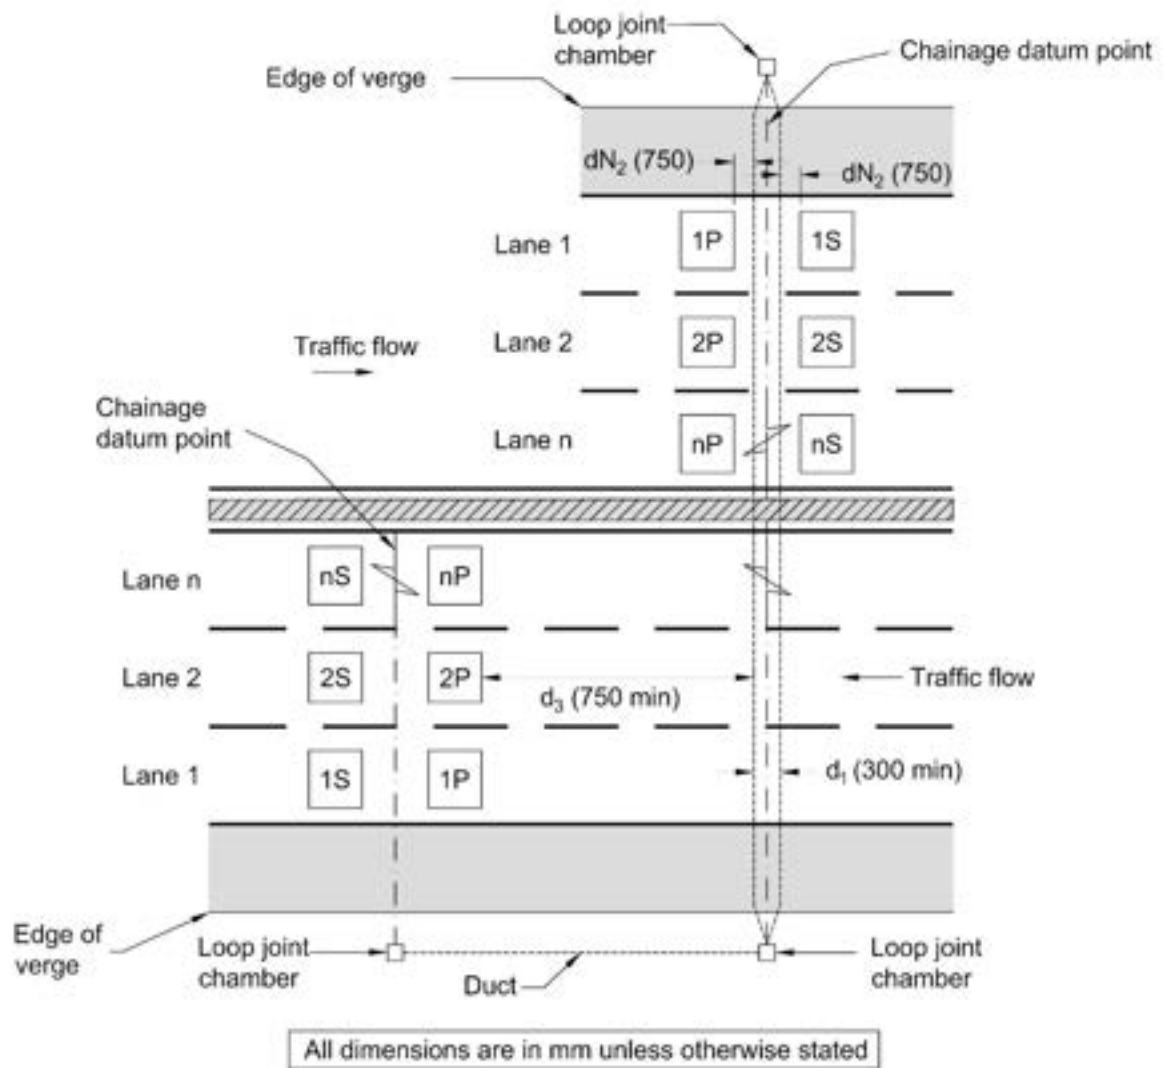 Loop joint
chamber
Chainage datum point
Edge of verge
dN₂ (750)
dN₂ (750)
Lane 1
1P
1S
Traffic flow
Lane 2
2P
2S
Chainage
datum point
Lane n
nP
nS
Lane n
nS
nP
Lane 2
2S
2P
d₃ (750 min)
Traffic flow
Lane 1
1S
1P
d₁ (300 min)
Edge of
verge
Loop joint
chamber
Duct
Loop joint
chamber
All dimensions are in mm unless otherwise stated